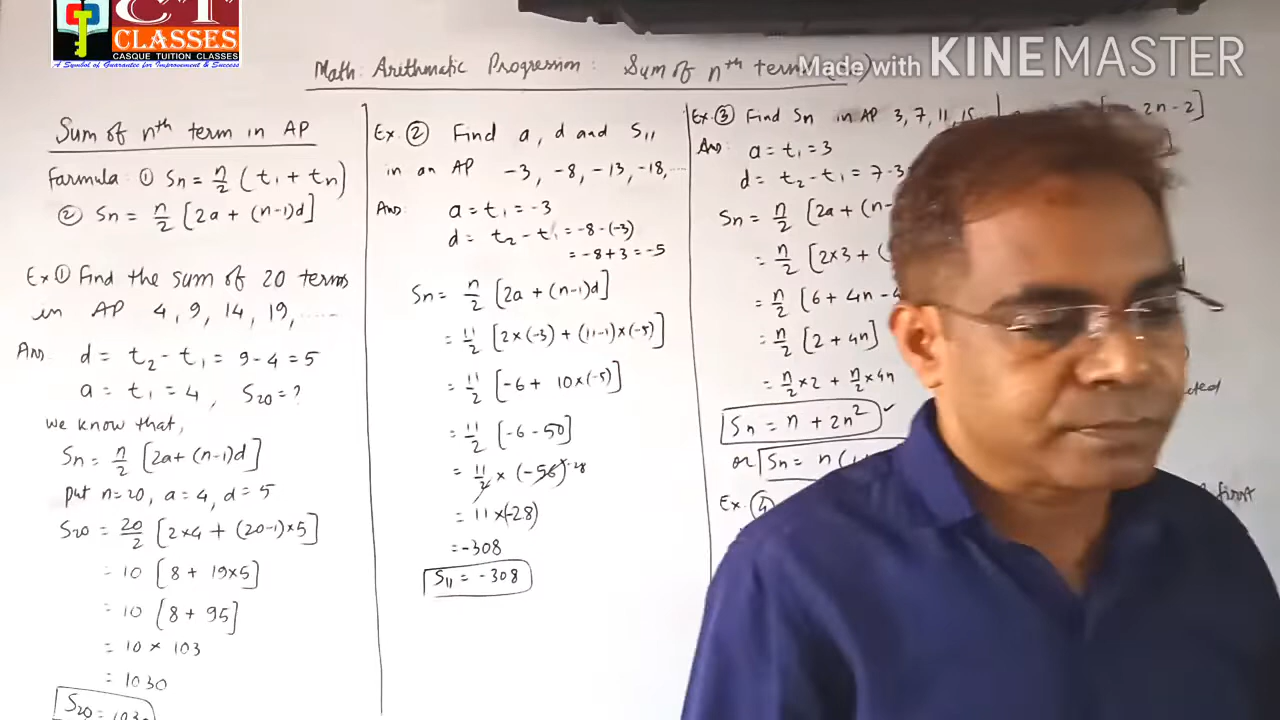 CT
CLASSES
CASQUE TUITION CLASSES
A Symbol of Guarantee for Improvement & Success
Made with KINEMASTER
Math: Arithmatic Progression: Sum of nth term
Sum of nth term in AP
Farmula: ① Sn = n/2 (t1 + tn)
② Sn = n/2 [2a + (n-1)d]
Ex ① Find the sum of 20 terms
in AP 4, 9, 14, 19, ......
Ans: d = t2 - t1 = 9 - 4 = 5
a = t1 = 4, S20 = ?
we know that,
Sn = n/2 [2a + (n-1)d]
put n=20, a=4, d=5
S20 = 20/2 [2×4 + (20-1)×5]
= 10 [8 + 19×5]
= 10 [8 + 95]
= 10 × 103
= 1030
S20 = 1030
Ex. ② Find a, d and S11
in an AP -3, -8, -13, -18, ....
Ans: a = t1 = -3
d = t2 - t1 = -8-(-3)
= -8+3 = -5
Sn = n/2 [2a + (n-1)d]
= 11/2 [2×(-3) + (11-1)×(-5)]
= 11/2 [-6 + 10×(-5)]
= 11/2 [-6 - 50]
= 11/2 × (-56) -28
= 11×(-28)
= -308
S11 = -308
Ex. ③ Find Sn in AP 3, 7, 11, 15
Ans: a = t1 = 3
d = t2 - t1 = 7-3
Sn = n/2 [2a + (n-
= n/2 [2×3 + (
= n/2 [6 + 4n - 4
= n/2 [2 + 4n]
= n/2 × 2 + n/2 × 4n
Sn = n + 2n²
or Sn = n(
Ex. ④
2n-2]
first